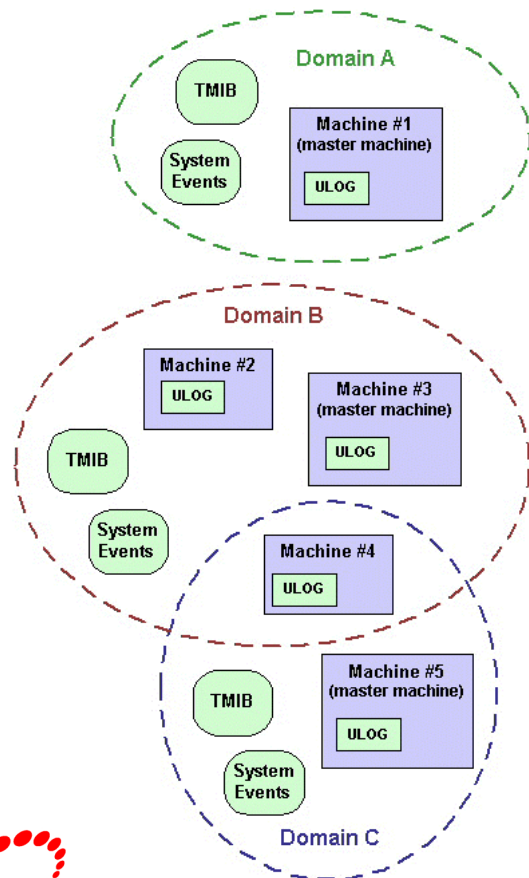 Domain A
TMIB
System
Events
Machine #1
(master machine)
ULOG
Domain B
Machine #2
ULOG
Machine #3
(master machine)
ULOG
TMIB
System
Events
Machine #4
ULOG
Machine #5
(master machine)
ULOG
TMIB
System
Events
Domain C